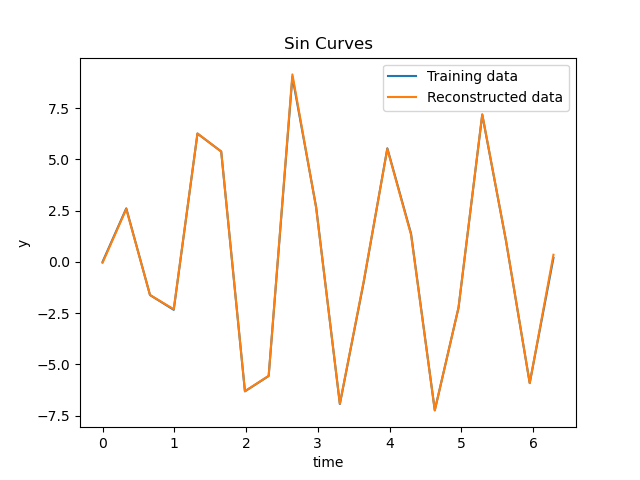 Sin Curves
Training data
Reconstructed data
7.5
5.0
2.5
0.0
−2.5
−5.0
−7.5
y
0 1 2 3 4 5 6
time